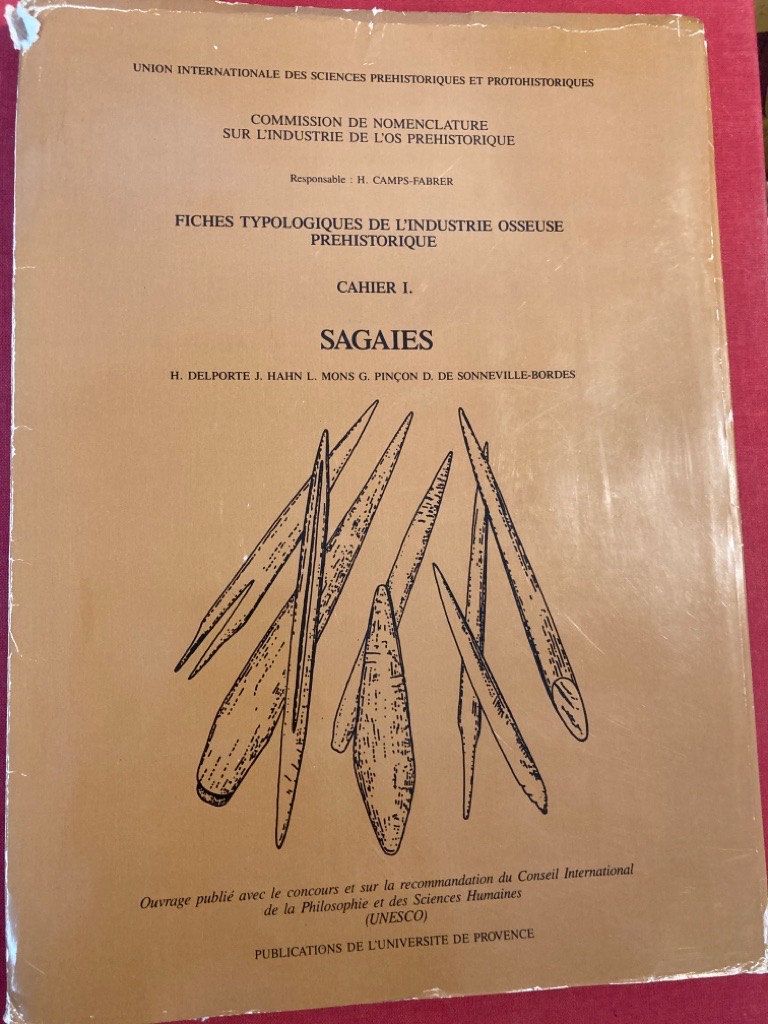 UNION INTERNATIONALE DES SCIENCES PREHISTORIQUES ET PROTOHISTORIQUES
COMMISSION DE NOMENCLATURE
SUR L'INDUSTRIE DE L'OS PREHISTORIQUE
Responsable : H. CAMPS-FABRER
FICHES TYPOLOGIQUES DE L'INDUSTRIE OSSEUSE
PREHISTORIQUE
CAHIER I.
SAGAIES
H. DELPORTE J. HAHN L. MONS G. PINÇON D. DE SONNEVILLE-BORDES
Ouvrage publié avec le concours et sur la recommandation du Conseil International
de la Philosophie et des Sciences Humaines
(UNESCO)
PUBLICATIONS DE L'UNIVERSITE DE PROVENCE